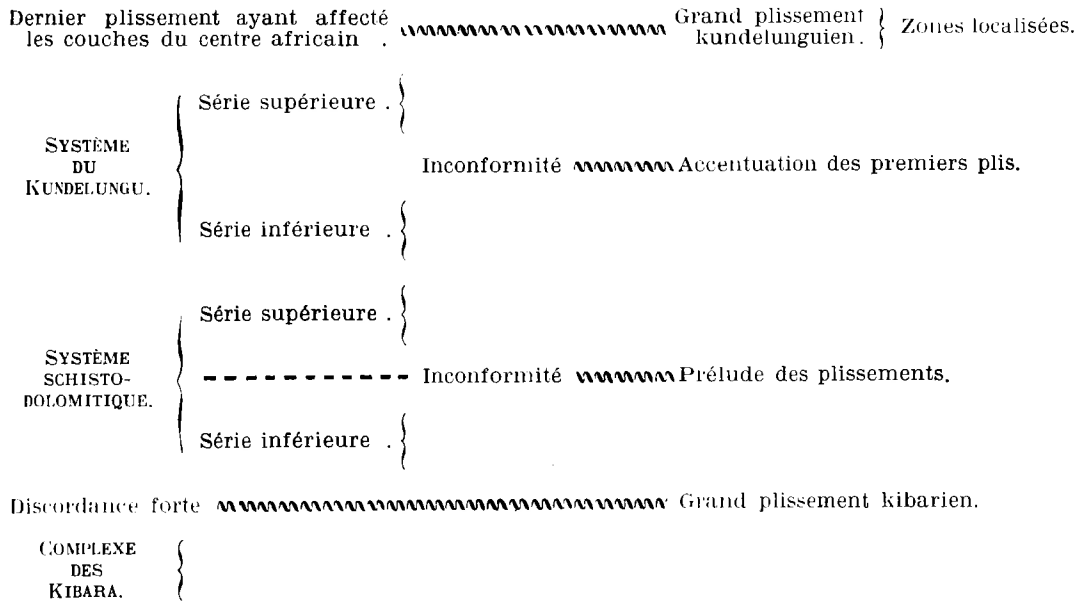 Dernier plissement ayant affecté
les couches du centre africain .
Grand plissement
kundelunguien.
Zones localisées.
Série supérieure .
SYSTÈME
DU
KUNDELUNGU.
Inconformité
Accentuation des premiers plis.
Série inférieure .
Série supérieure .
SYSTÈME
SCHISTO-
DOLOMITIQUE.
Inconformité
Prélude des plissements.
Série inférieure .
Discordance forte
Grand plissement kibarien.
COMPLEXE
DES
KIBARA.